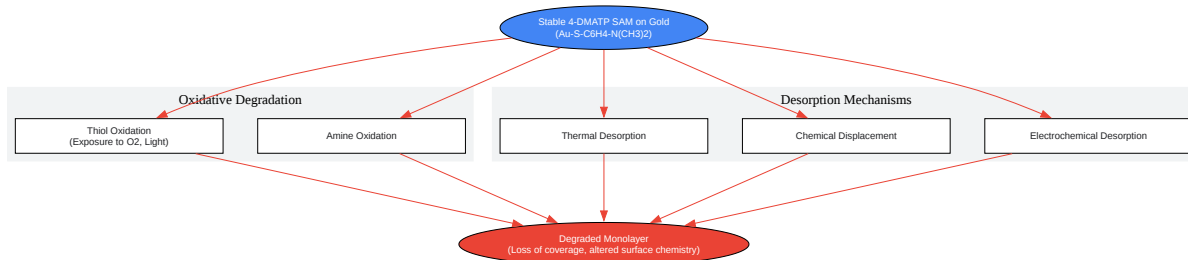 Stable 4-DMATP SAM on Gold
(Au-S-C6H4-N(CH3)2)
Oxidative Degradation
Desorption Mechanisms
Thiol Oxidation
(Exposure to O2, Light)
Amine Oxidation
Thermal Desorption
Chemical Displacement
Electrochemical Desorption
Degraded Monolayer
(Loss of coverage, altered surface chemistry)